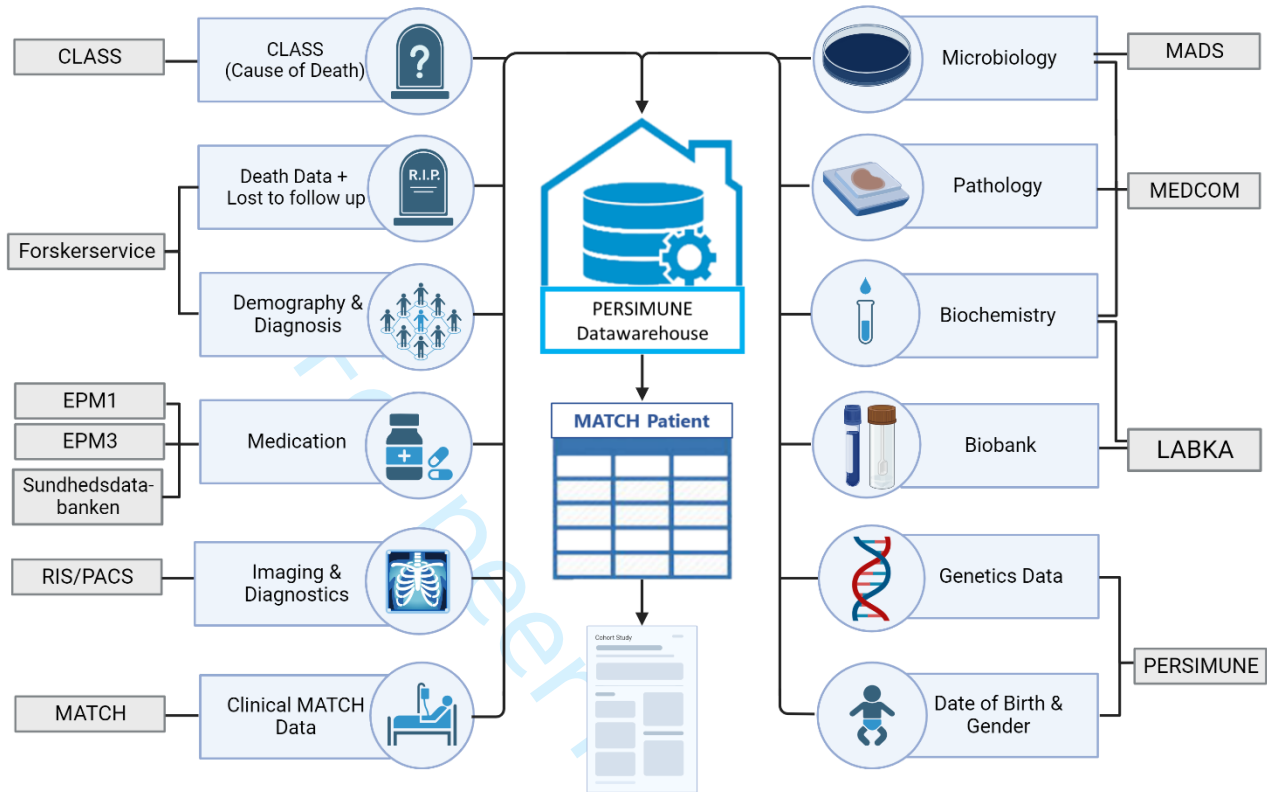 CLASS
CLASS
(Cause of Death)
?
Death Data +
Lost to follow up
R.I.P.
Forskerservice
Demography &
Diagnosis
EPM1
EPM3
Sundhedsdata-
banken
Medication
RIS/PACS
Imaging &
Diagnostics
MATCH
Clinical MATCH
Data
PERSIMUNE
Datawarehouse
MATCH Patient
Cohort Study
Microbiology
MADS
Pathology
MEDCOM
Biochemistry
Biobank
LABKA
Genetics Data
PERSIMUNE
Date of Birth &
Gender
peer